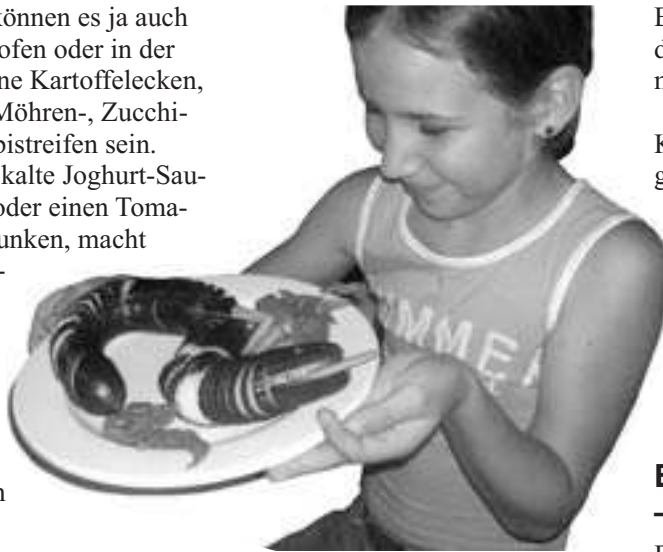 können es ja auch
ofen oder in der
ne Kartoffelecken,
Möhren-, Zucchi-
bistreifen sein.
kalte Joghurt-Sau-
oder einen Toma-
unken, macht
-